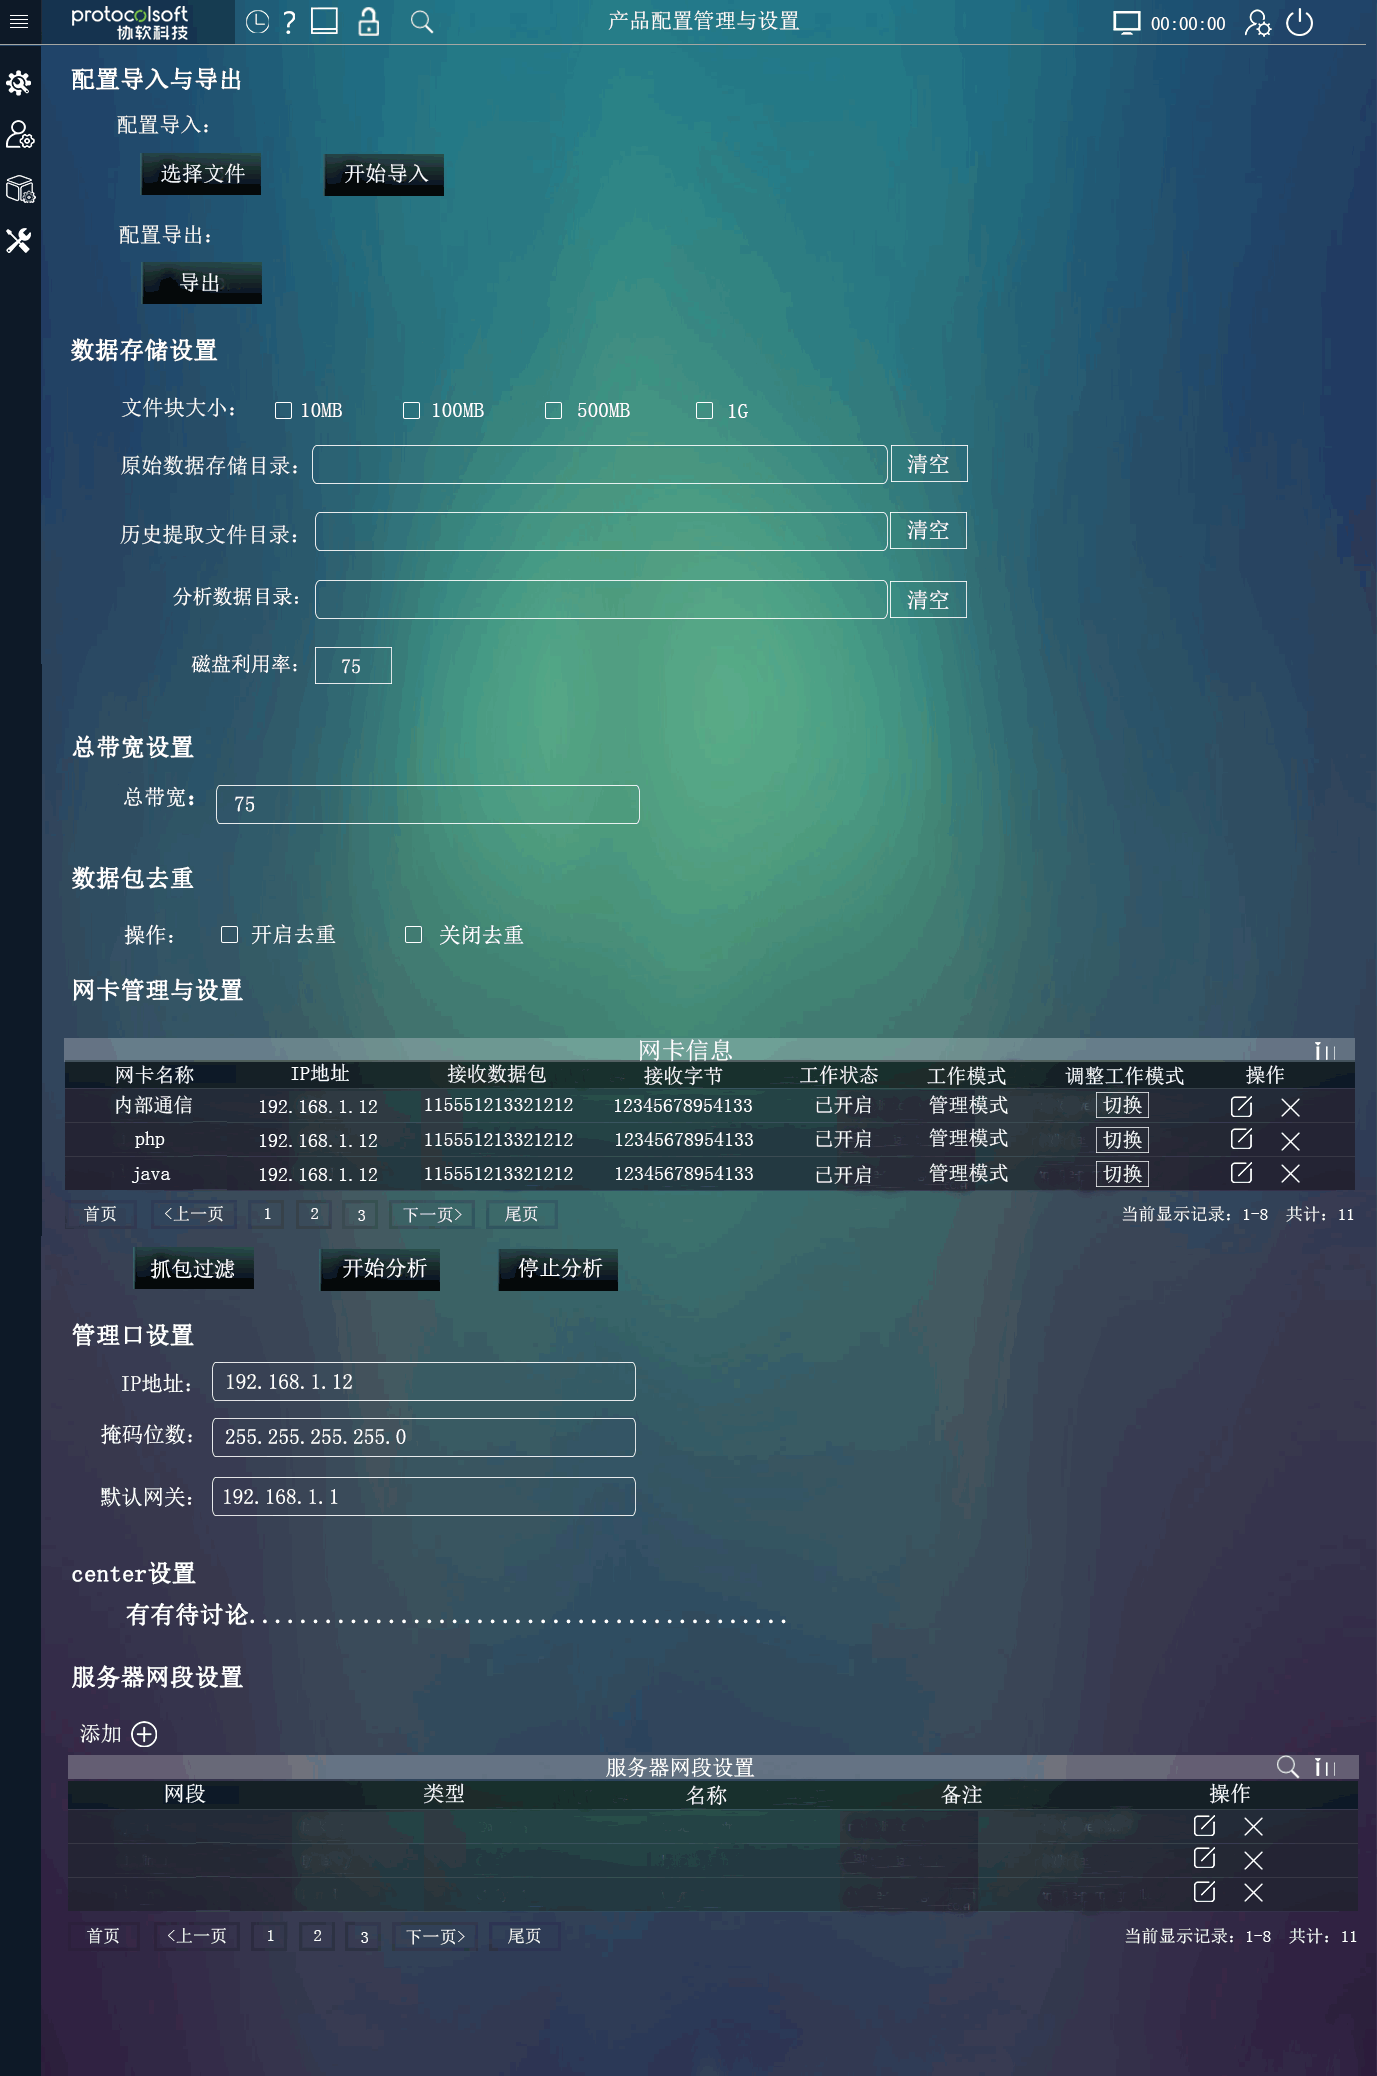 protocolsoft
协软科技
? 产品配置管理与设置 00:00:00
配置导入与导出
配置导入：
选择文件 开始导入
配置导出：
导出
数据存储设置
文件块大小： 10MB 100MB 500MB 1G
原始数据存储目录： 清空
历史提取文件目录： 清空
分析数据目录： 清空
磁盘利用率： 75
总带宽设置
总带宽： 75
数据包去重
操作： 开启去重 关闭去重
网卡管理与设置
网卡信息
网卡名称 IP地址 接收数据包 接收字节 工作状态 工作模式 调整工作模式 操作
内部通信 192.168.1.12 115551213321212 12345678954133 已开启 管理模式 切换
php 192.168.1.12 115551213321212 12345678954133 已开启 管理模式 切换
java 192.168.1.12 115551213321212 12345678954133 已开启 管理模式 切换
首页 <上一页 1 2 3 下一页> 尾页 当前显示记录：1-8 共计：11
抓包过滤 开始分析 停止分析
管理口设置
IP地址： 192.168.1.12
掩码位数： 255.255.255.255.0
默认网关： 192.168.1.1
center设置
有有待讨论...........................................
服务器网段设置
添加
服务器网段设置
网段 类型 名称 备注 操作
首页 <上一页 1 2 3 下一页> 尾页 当前显示记录：1-8 共计：11